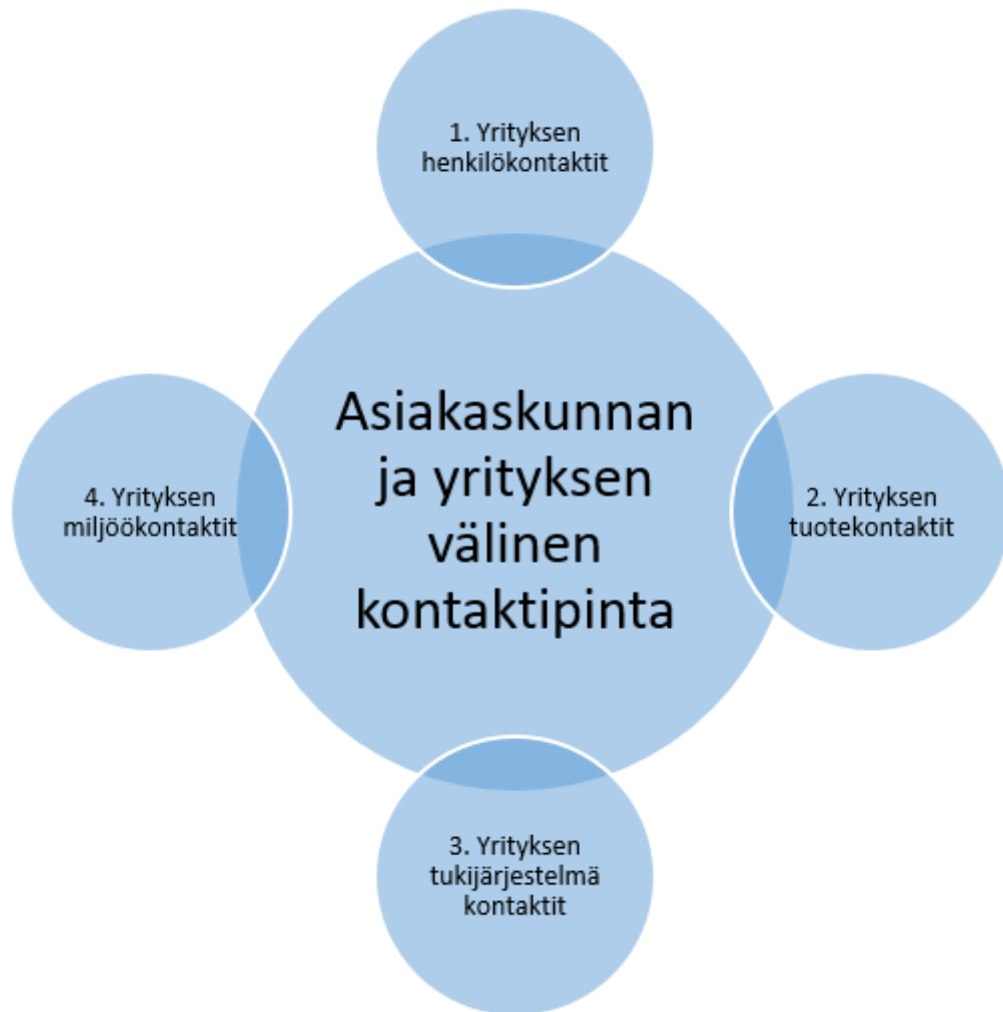 1. Yrityksen
henkilökontaktit
Asiakaskunnan
ja yrityksen
välinen
kontaktipinta
4. Yrityksen
miljöökontaktit
2. Yrityksen
tuotekontaktit
3. Yrityksen
tukijärjestelmä
kontaktit